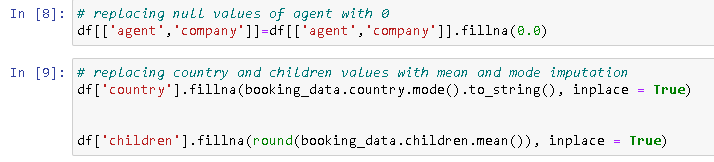 In [8]: # replacing null values of agent with 0
df[['agent','company']]=df[['agent','company']].fillna(0.0)
In [9]: # replacing country and children values with mean and mode imputation
df['country'].fillna(booking_data.country.mode().to_string(), inplace = True)
df['children'].fillna(round(booking_data.children.mean()), inplace = True)